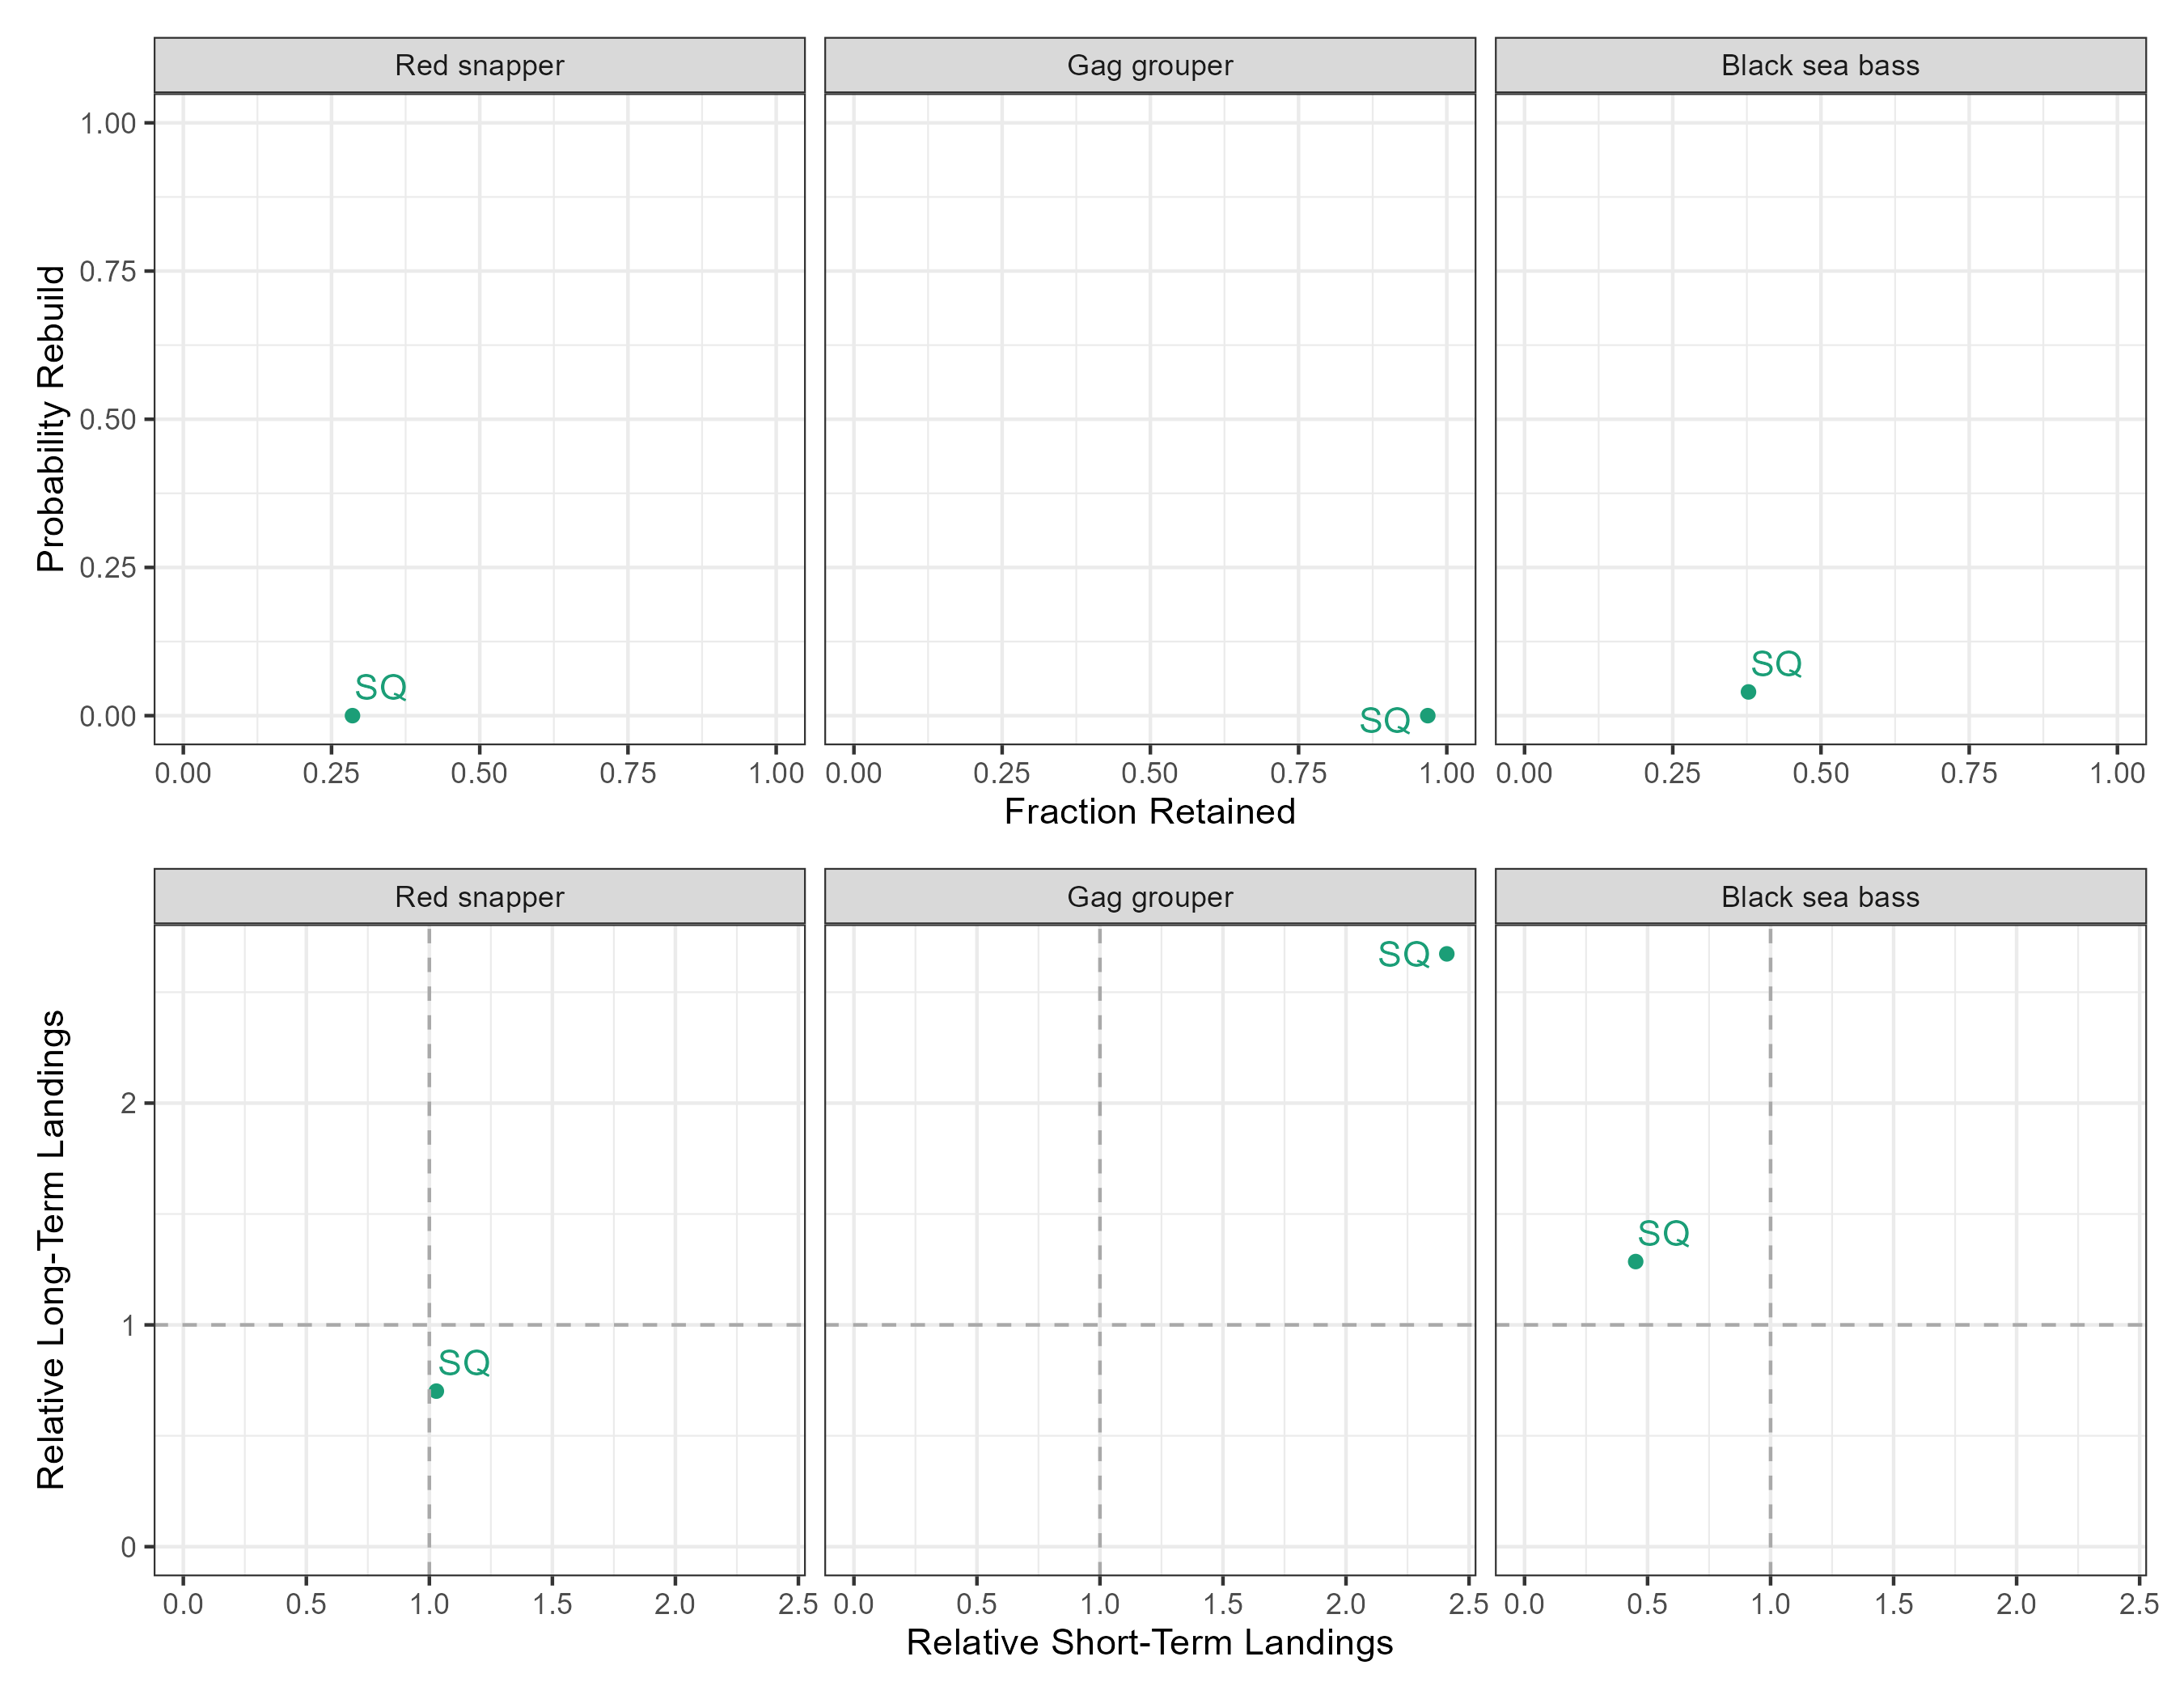 Red snapper Gag grouper Black sea bass
1.00
0.75
0.50
0.25
0.00
Probability Rebuild
SQ SQ SQ
0.00 0.25 0.50 0.75 1.00 0.00 0.25 0.50 0.75 1.00 0.00 0.25 0.50 0.75 1.00
Fraction Retained
Red snapper Gag grouper Black sea bass
2
1
0
Relative Long-Term Landings
SQ SQ SQ
0.0 0.5 1.0 1.5 2.0 2.5 0.0 0.5 1.0 1.5 2.0 2.5 0.0 0.5 1.0 1.5 2.0 2.5
Relative Short-Term Landings